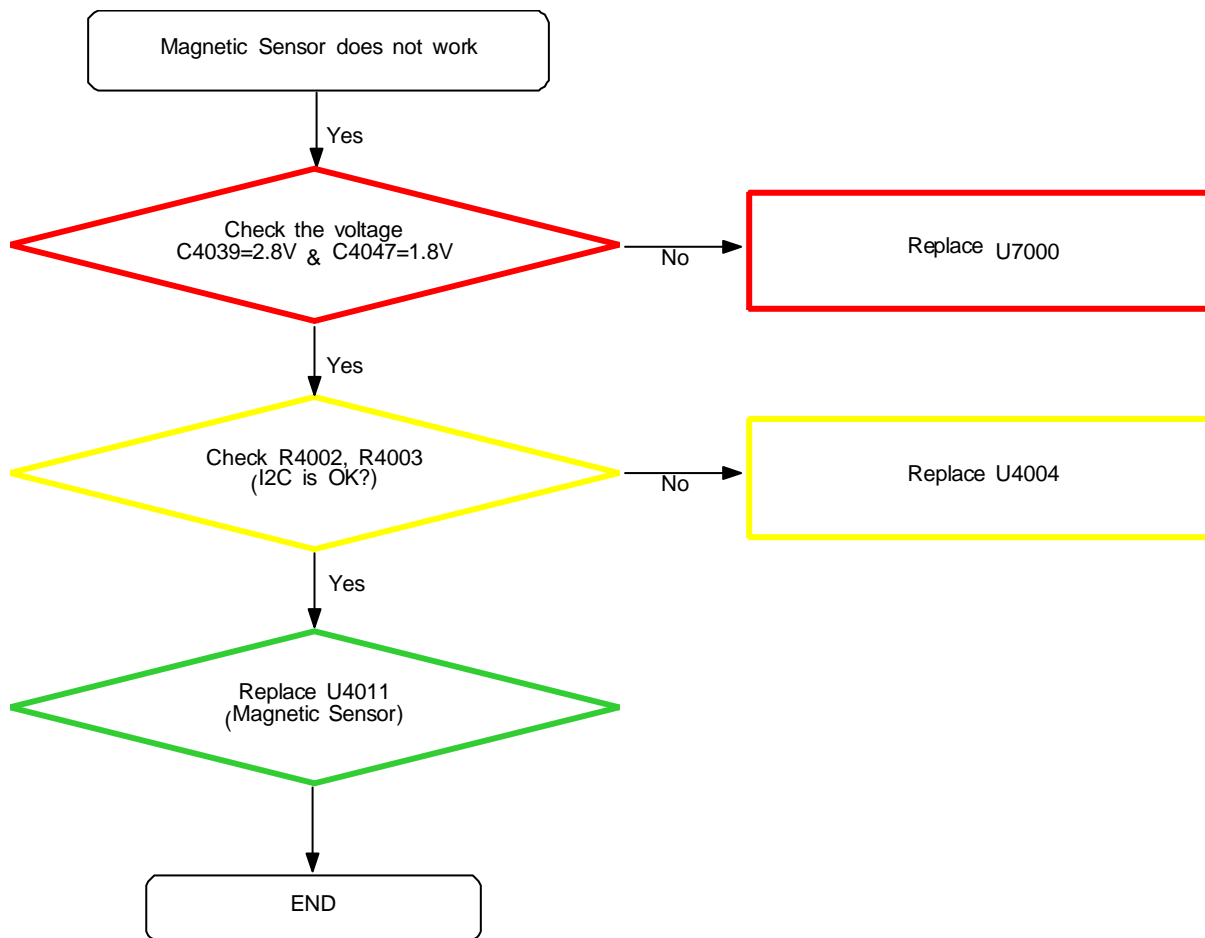 Magnetic Sensor does not work
Yes
Check the voltage
C4039=2.8V & C4047=1.8V
No
Replace U7000
Yes
Check R4002, R4003
(I2C is OK?)
No
Replace U4004
Yes
Replace U4011
(Magnetic Sensor)
END